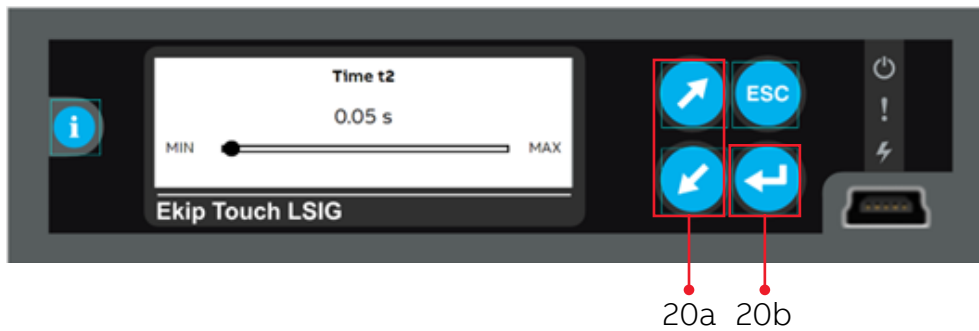 Time t2
0.05 s
MIN MAX
Ekip Touch LSIG
i
ESC
!
20a 20b